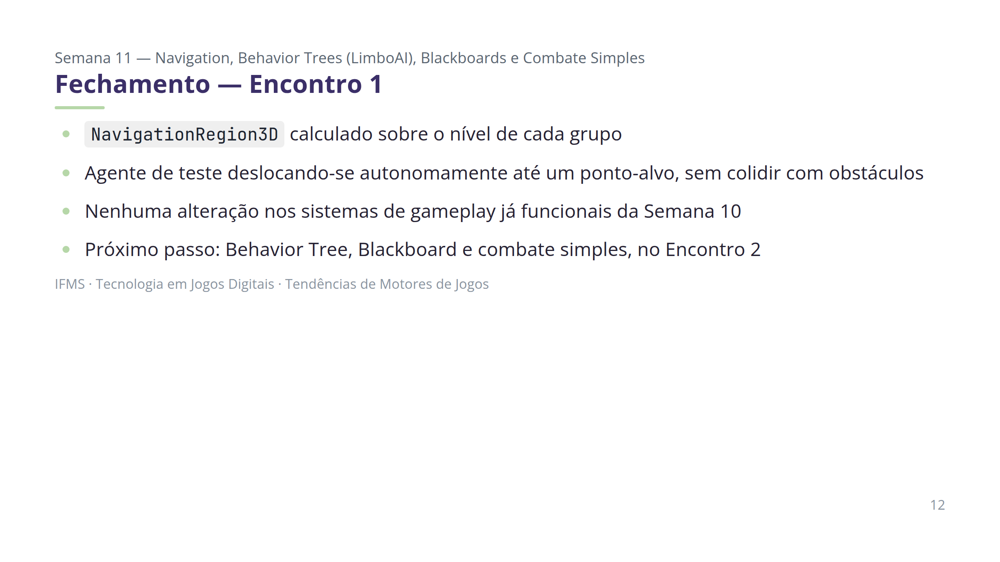 Semana 11 — Navigation, Behavior Trees (LimboAI), Blackboards e Combate Simples
Fechamento — Encontro 1
NavigationRegion3D calculado sobre o nível de cada grupo
Agente de teste deslocando-se autonomamente até um ponto-alvo, sem colidir com obstáculos
Nenhuma alteração nos sistemas de gameplay já funcionais da Semana 10
Próximo passo: Behavior Tree, Blackboard e combate simples, no Encontro 2
IFMS · Tecnologia em Jogos Digitais · Tendências de Motores de Jogos
12